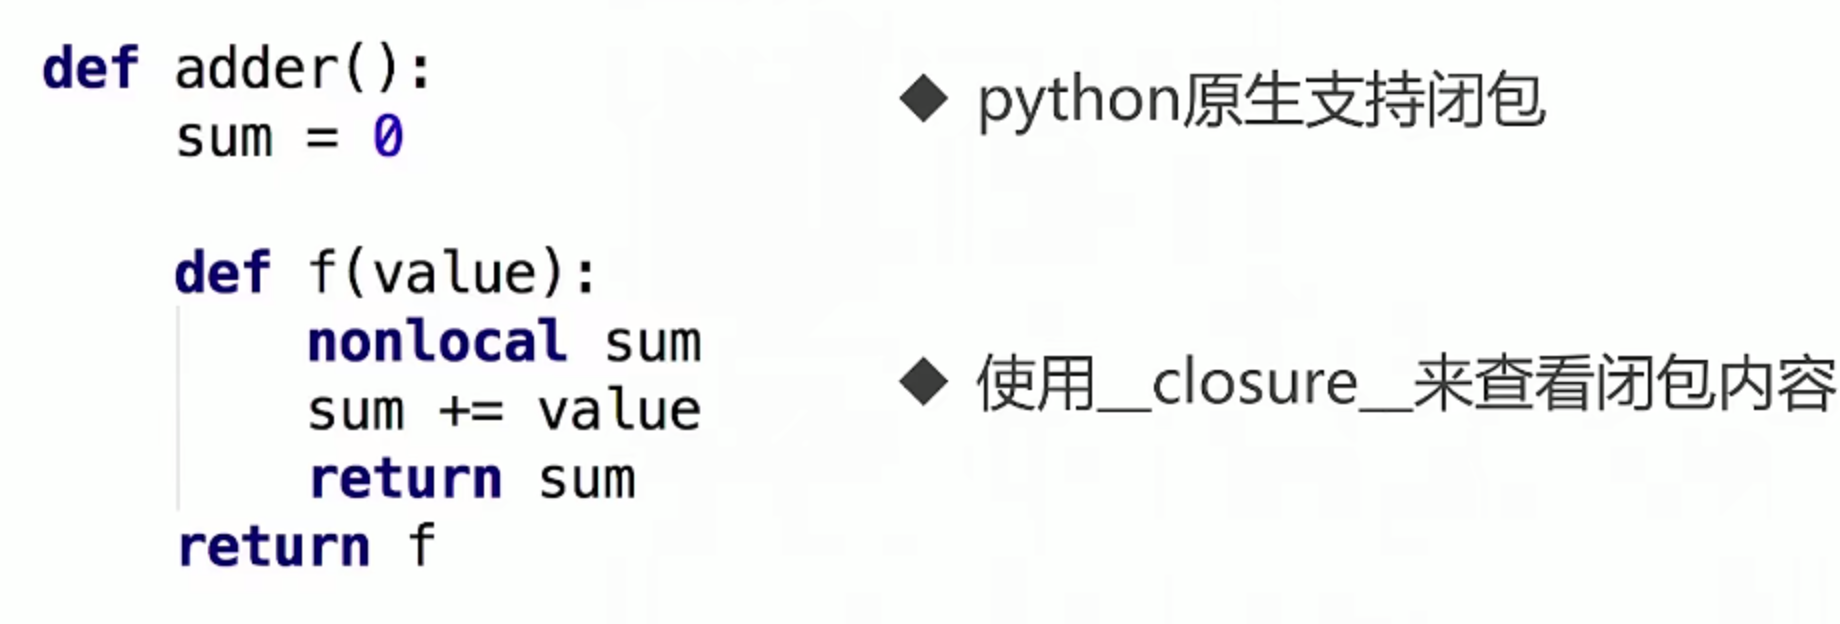 def adder():
    sum = 0
    def f(value):
        nonlocal sum
        sum += value
        return sum
    return f
◆ python原生支持闭包
◆ 使用__closure__来查看闭包内容